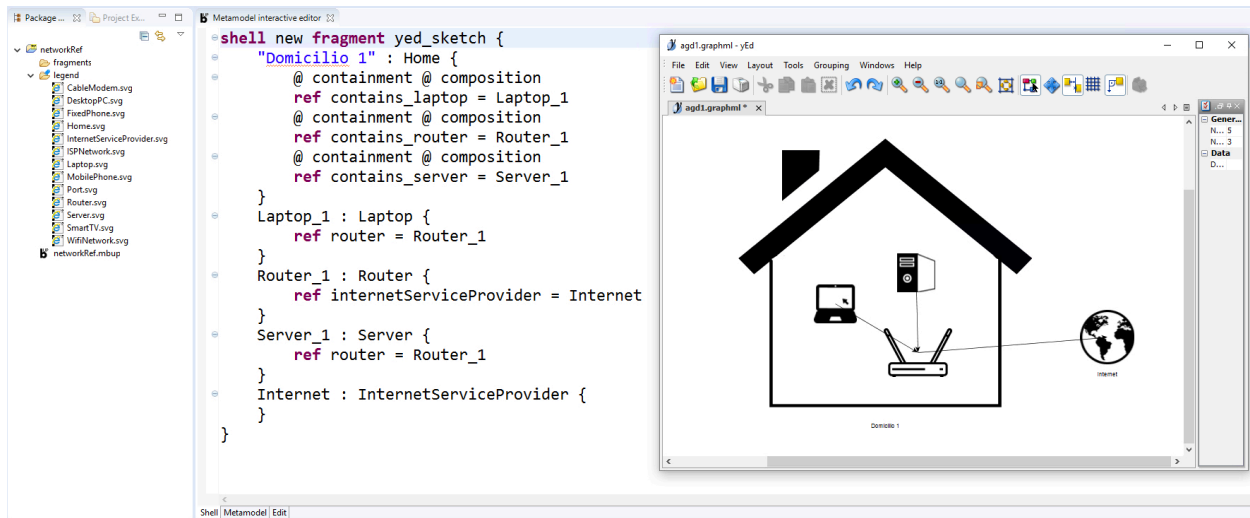 Package ...
Project Ex...
networkRef
fragments
legend
CableModem.svg
DesktopPC.svg
FixedPhone.svg
Home.svg
InternetServiceProvider.svg
ISPNetwork.svg
Laptop.svg
MobilePhone.svg
Port.svg
Router.svg
Server.svg
SmartTV.svg
WifiNetwork.svg
networkRef.mbup
Metamodel interactive editor
shell new fragment yed_sketch {
"Domicilio 1" : Home {
@ containment @ composition
ref contains_laptop = Laptop_1
@ containment @ composition
ref contains_router = Router_1
@ containment @ composition
ref contains_server = Server_1
}
Laptop_1 : Laptop {
ref router = Router_1
}
Router_1 : Router {
ref internetServiceProvider = Internet
}
Server_1 : Server {
ref router = Router_1
}
Internet : InternetServiceProvider {
}
}
Shell Metamodel Edit
agd1.graphml - yEd
File Edit View Layout Tools Grouping Windows Help
agd1.graphml *
Gener...
N... 5
N... 3
Data
D...
Internet
Domicilio 1